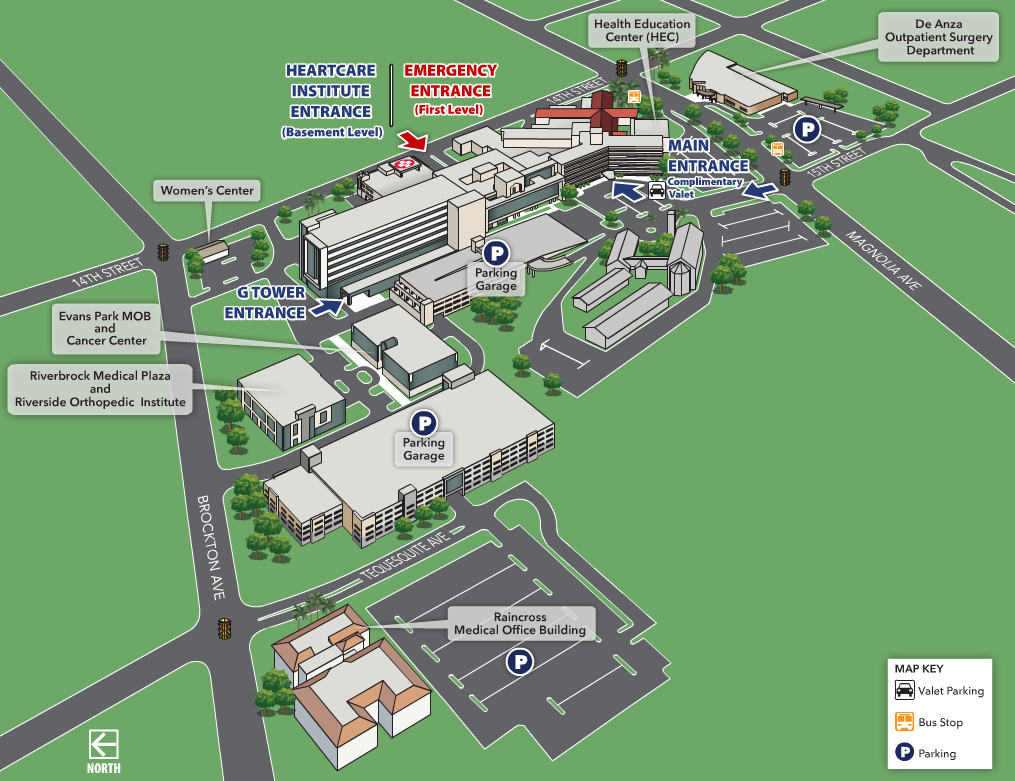 Health Education
Center (HEC)
De Anza
Outpatient Surgery
Department
HEARTCARE
INSTITUTE
ENTRANCE
(Basement Level)
EMERGENCY
ENTRANCE
(First Level)
14TH STREET
P
MAIN
ENTRANCE
Complimentary
Valet
15TH STREET
Women's Center
MAGNOLIA AVE
14TH STREET
P
Parking
Garage
G TOWER
ENTRANCE
Evans Park MOB
and
Cancer Center
Riverbrock Medical Plaza
and
Riverside Orthopedic Institute
P
Parking
Garage
BROCKTON AVE
TEQUESQUITE AVE
Raincross
Medical Office Building
P
MAP KEY
Valet Parking
Bus Stop
P Parking
NORTH